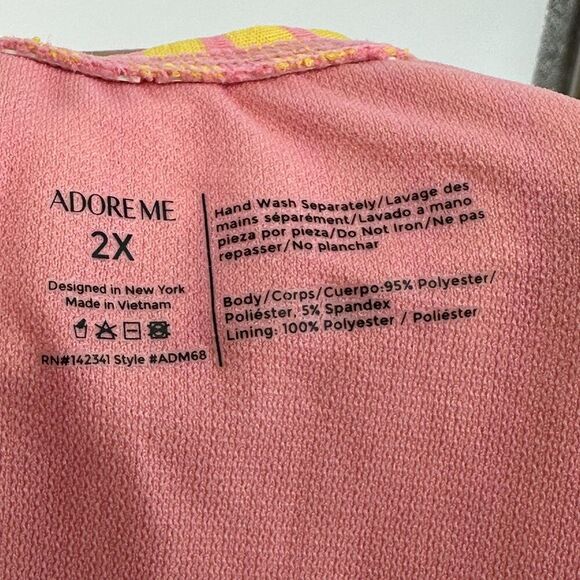 ADORE ME
2X
Designed in New York
Made in Vietnam
RN#142341 Style #ADM68
Hand Wash Separately/Lavage des
mains séparément/Lavado a mano
pieza por pieza/Do Not Iron/Ne pas
repasser/No planchar
Body/Corps/Cuerpo:95% Polyester/
Poliéster, 5% Spandex
Lining: 100% Polyester / Poliéster